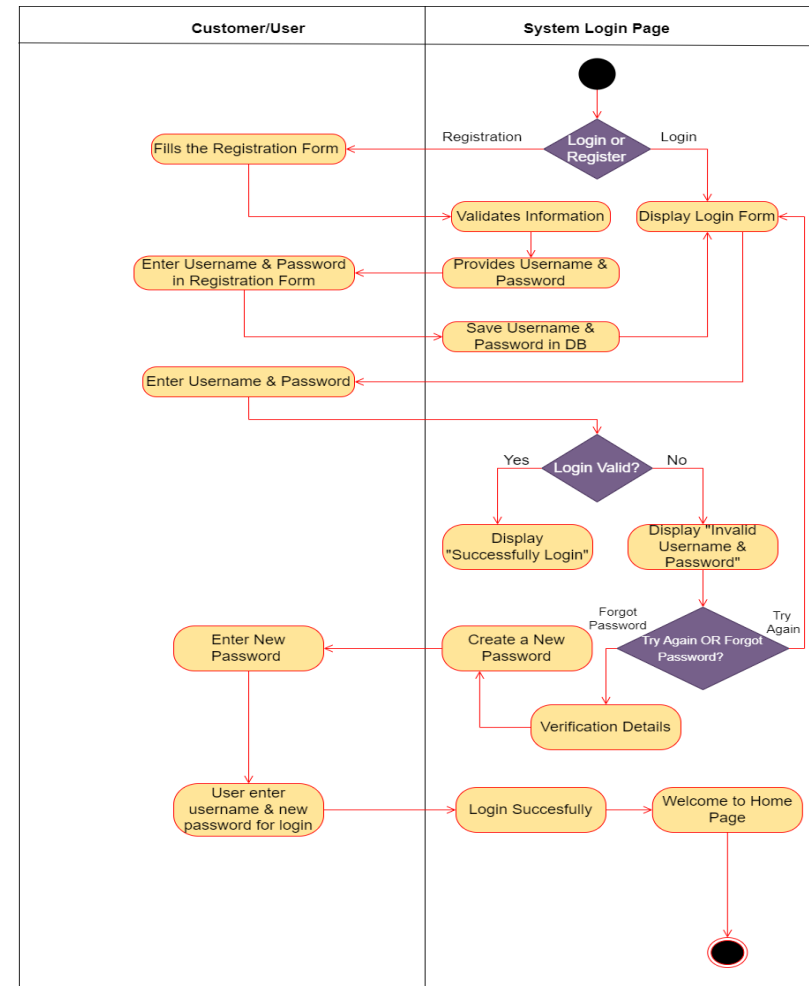 Customer/User
System Login Page
Login or
Register
Registration
Login
Fills the Registration Form
Validates Information
Display Login Form
Enter Username & Password
in Registration Form
Provides Username &
Password
Save Username &
Password in DB
Enter Username & Password
Login Valid?
Yes
No
Display
"Successfully Login"
Display "Invalid
Username &
Password"
Forgot
Password
Try
Again
Try Again OR Forgot
Password?
Enter New
Password
Create a New
Password
Verification Details
User enter
username & new
password for login
Login Succesfully
Welcome to Home
Page